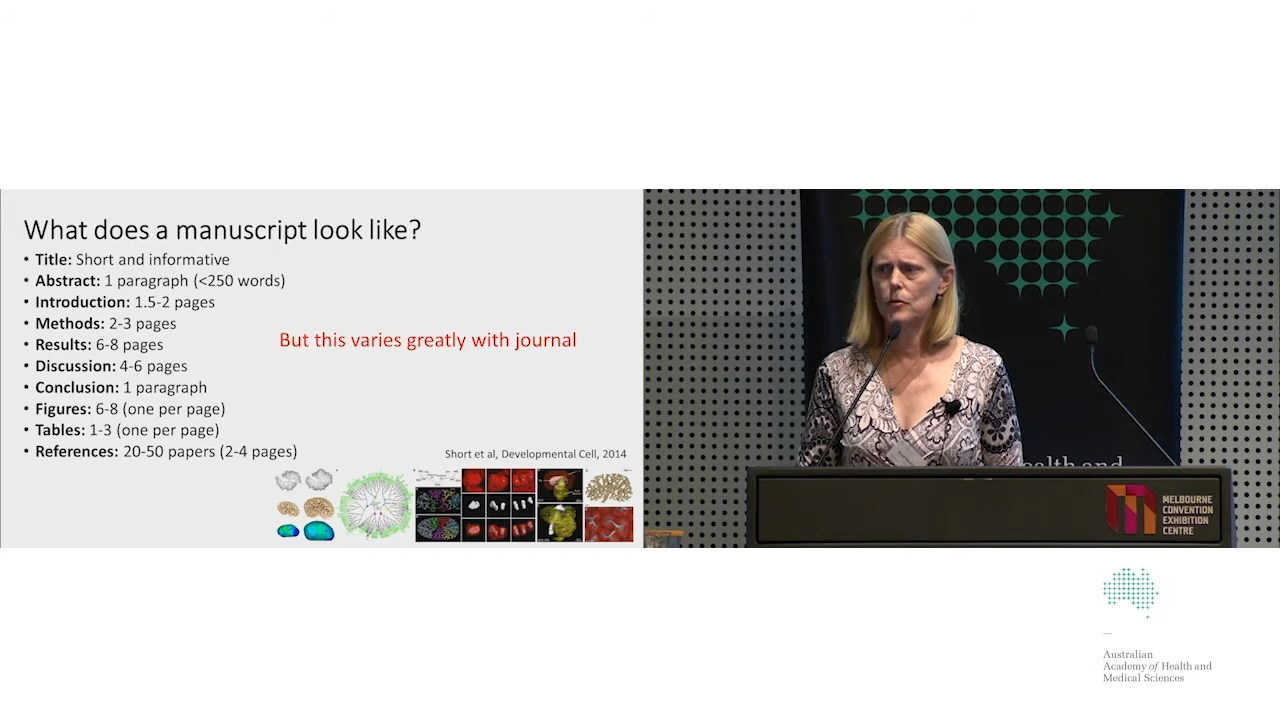 What does a manuscript look like?
• Title: Short and informative
• Abstract: 1 paragraph (<250 words)
• Introduction: 1.5-2 pages
• Methods: 2-3 pages
• Results: 6-8 pages
• Discussion: 4-6 pages
• Conclusion: 1 paragraph
• Figures: 6-8 (one per page)
• Tables: 1-3 (one per page)
• References: 20-50 papers (2-4 pages)
But this varies greatly with journal
Short et al, Developmental Cell, 2014
ealth and
MELBOURNE
CONVENTION
EXHIBITION
CENTRE
Australian
Academy of Health and
Medical Sciences